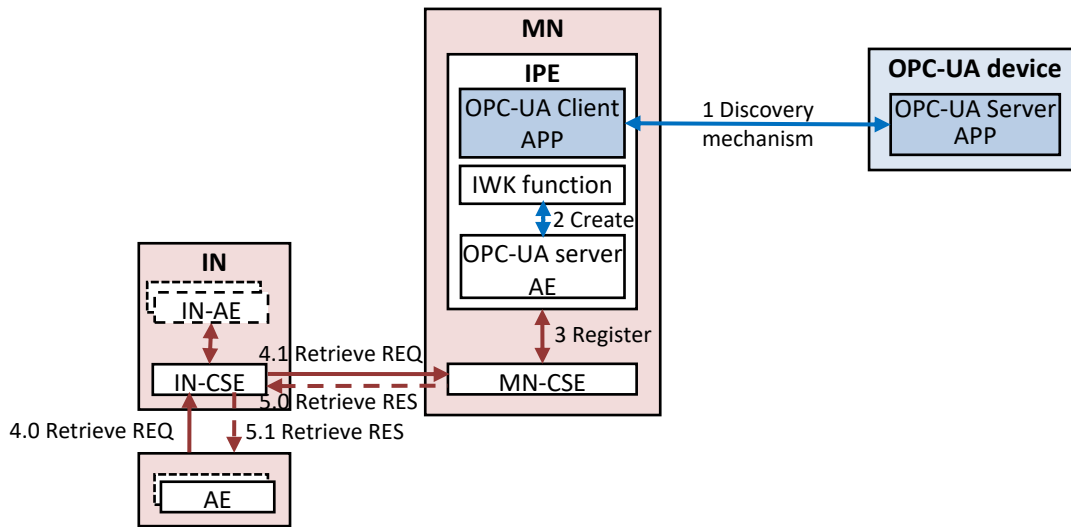 MN
IPE
OPC-UA Client
APP
IWK function
2 Create
OPC-UA server
AE
3 Register
MN-CSE
1 Discovery
mechanism
OPC-UA device
OPC-UA Server
APP
IN
IN-AE
IN-CSE
4.1 Retrieve REQ
5.0 Retrieve RES
4.0 Retrieve REQ
5.1 Retrieve RES
AE